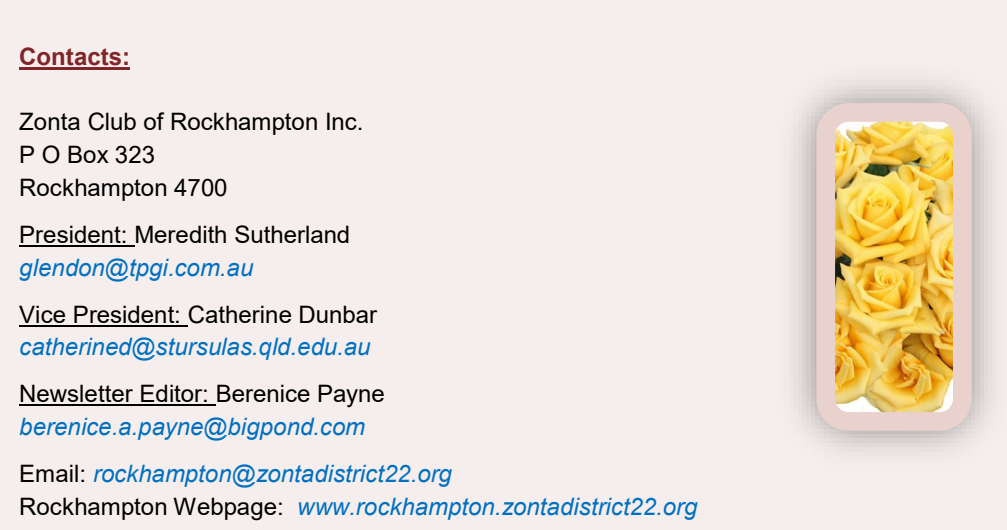 Contacts:
Zonta Club of Rockhampton Inc.
P O Box 323
Rockhampton 4700
President: Meredith Sutherland
glendon@tpgi.com.au
Vice President: Catherine Dunbar
catherined@stursulas.qld.edu.au
Newsletter Editor: Berenice Payne
berenice.a.payne@bigpond.com
Email: rockhampton@zontadistrict22.org
Rockhampton Webpage: www.rockhampton.zontadistrict22.org